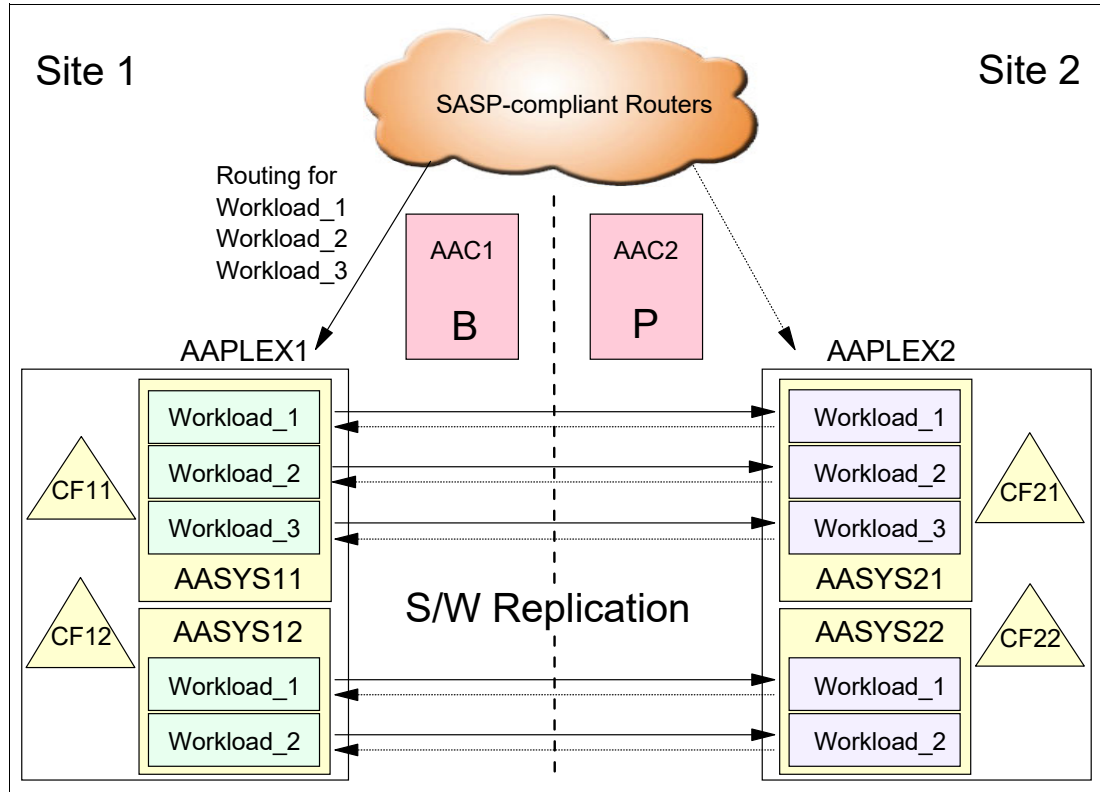 Site 1
Site 2
SASP-compliant Routers
Routing for
Workload_1
Workload_2
Workload_3
AAC1
B
AAC2
P
AAPLEX1
AAPLEX2
Workload_1
Workload_2
Workload_3
AASYS11
CF11
CF12
AASYS12
Workload_1
Workload_2
S/W Replication
Workload_1
Workload_2
Workload_3
AASYS21
CF21
CF22
AASYS22
Workload_1
Workload_2